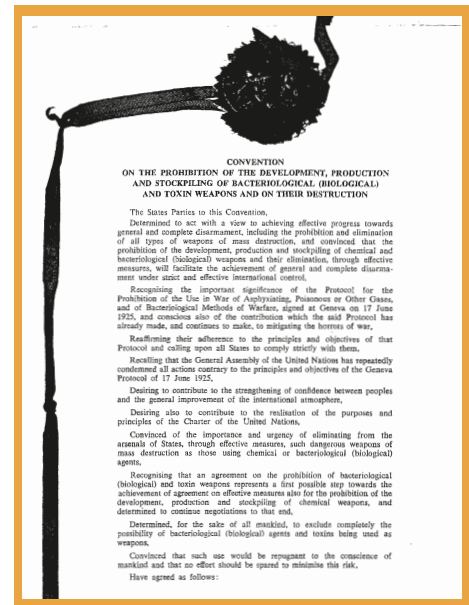 CONVENTION
ON THE PROHIBITION OF THE DEVELOPMENT, PRODUCTION
AND STOCKPILING OF BACTERIOLOGICAL (BIOLOGICAL)
AND TOXIN WEAPONS AND ON THEIR DESTRUCTION
The States Parties to this Convention,
Determined to act with a view to achieving effective progress towards
general and complete disarmament, including the prohibition and elimination
of all types of weapons of mass destruction, and convinced that the
prohibition of the development, production and stockpiling of chemical and
bacteriological (biological) weapons and their elimination, through effective
measures, will facilitate the achievement of general and complete disarma-
ment under strict and effective international control,
Recognising the important significance of the Protocol for the
Prohibition of the Use in War of Asphyxiating, Poisonous or Other Gases,
and of Bacteriological Methods of Warfare, signed at Geneva on 17 June
1925, and conscious also of the contribution which the said Protocol has
already made, and continues to make, to mitigating the horrors of war,
Reaffirming their adherence to the principles and objectives of that
Protocol and calling upon all States to comply strictly with them,
Recalling that the General Assembly of the United Nations has repeatedly
condemned all actions contrary to the principles and objectives of the Geneva
Protocol of 17 June 1925,
Desiring to contribute to the strengthening of confidence between peoples
and the general improvement of the international atmosphere,
Desiring also to contribute to the realisation of the purposes and
principles of the Charter of the United Nations,
Convinced of the importance and urgency of eliminating from the
arsenals of States, through effective measures, such dangerous weapons of
mass destruction as those using chemical or bacteriological (biological)
agents,
Recognising that an agreement on the prohibition of bacteriological
(biological) and toxin weapons represents a first possible step towards the
achievement of agreement on effective measures also for the prohibition of the
development, production and stockpiling of chemical weapons, and
determined to continue negotiations to that end,
Determined, for the sake of all mankind, to exclude completely the
possibility of bacteriological (biological) agents and toxins being used as
weapons,
Convinced that such use would be repugnant to the conscience of
mankind and that no effort should be spared to minimise this risk,
Have agreed as follows: